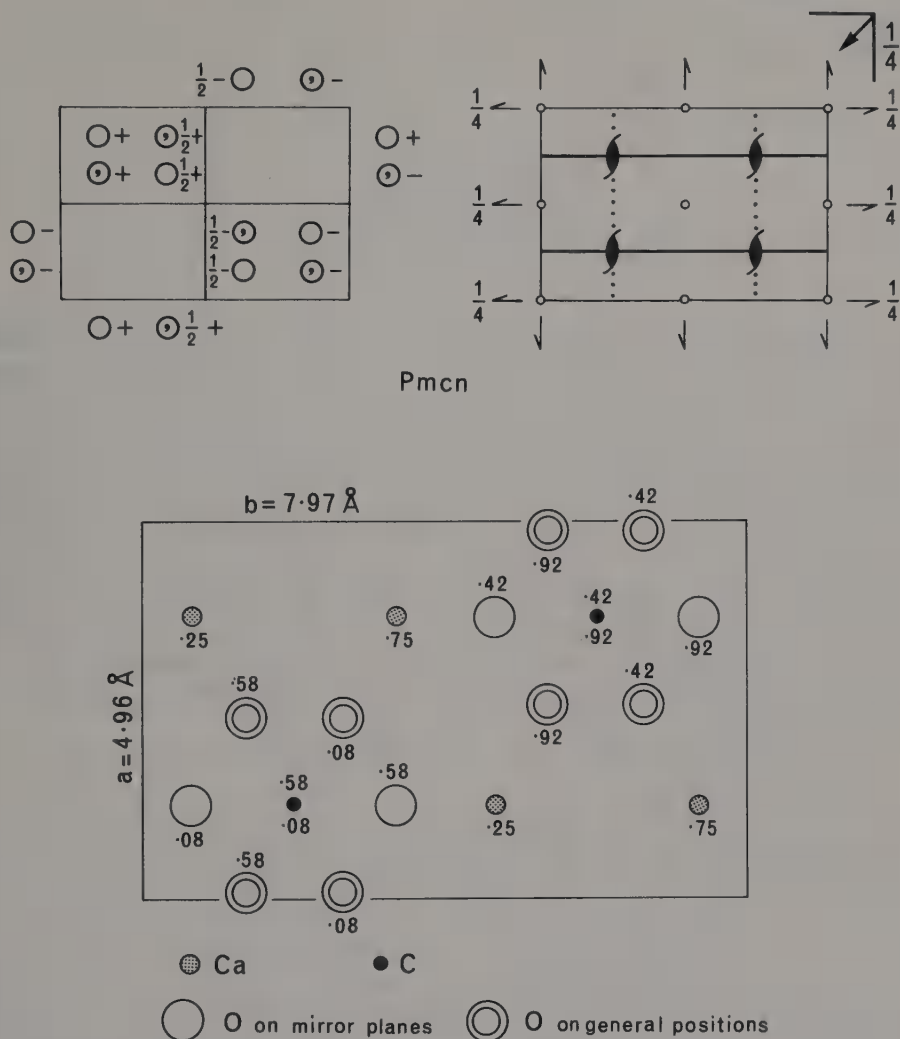 ½-○ ,-
○+ ,½+
,+ ○½+
○+
,-
○- ½-, ○-
,- ½-○ ,-
○+ ,½+
1/4
1/4 1/4
1/4 1/4
1/4 1/4
Pmcn
b=7·97 Å
a=4·96 Å
·42
·92
·42 ·42
·25 ·75 ·92 ·92
·58 ·42
·08 ·92
·58 ·58
·08 ·08 ·25 ·75
·58
·08
Ca C
O on mirror planes O on general positions